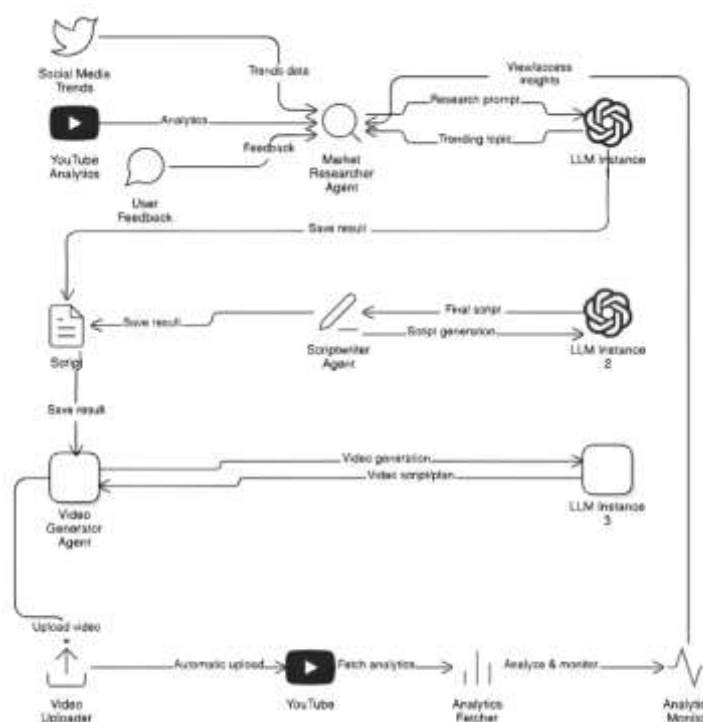 Social Media
Trends
Trends data
View/access
insights
Research prompt
Analytics
Trending topic
Feedback
YouTube
Analytics
Market
Researcher
Agent
LLM Instance
User
Feedback
Save result
Final script
Save result
Script generation
Script
Scriptwriter
Agent
LLM Instance
2
Save result
Video generation
Video script/plan
Video
Generator
Agent
LLM Instance
3
Upload video
Automatic upload
Fetch analytics
Analyze & monitor
Video
Uploader
YouTube
Analytics
Fetcher
Analytic
Monito